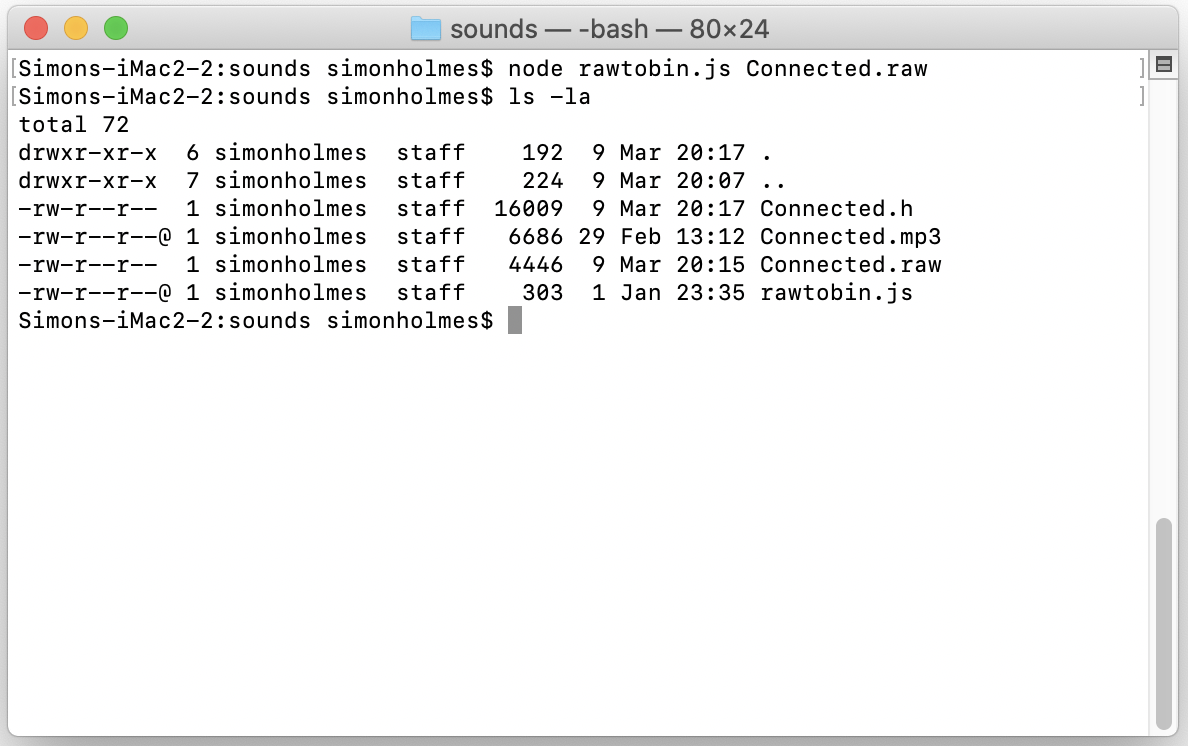 sounds — -bash — 80×24
[Simons-iMac2-2:sounds simonholmes$ node rawtobin.js Connected.raw ]
[Simons-iMac2-2:sounds simonholmes$ ls -la ]
total 72
drwxr-xr-x  6 simonholmes  staff    192  9 Mar 20:17 .
drwxr-xr-x  7 simonholmes  staff    224  9 Mar 20:07 ..
-rw-r--r--  1 simonholmes  staff  16009  9 Mar 20:17 Connected.h
-rw-r--r--@ 1 simonholmes  staff   6686 29 Feb 13:12 Connected.mp3
-rw-r--r--  1 simonholmes  staff   4446  9 Mar 20:15 Connected.raw
-rw-r--r--@ 1 simonholmes  staff    303  1 Jan 23:35 rawtobin.js
Simons-iMac2-2:sounds simonholmes$